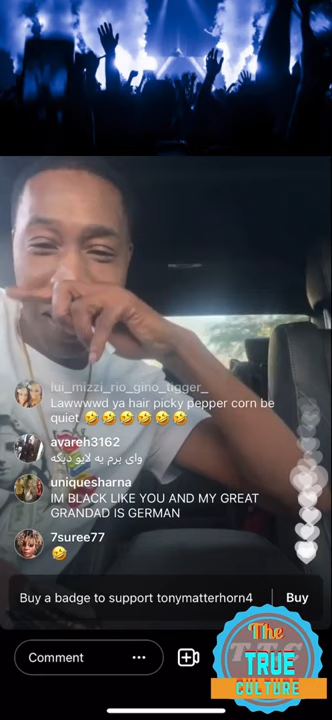 lui_mizzi_rio_gino_tigger_
Lawwwwd ya hair picky pepper corn be
quiet 🤣🤣🤣🤣🤣🤣
avareh3162
وای برم یه لایو دیگه
uniquesharna
IM BLACK LIKE YOU AND MY GREAT
GRANDAD IS GERMAN
7suree77
🤣
Buy a badge to support tonymatterhorn4
Buy
Comment
The
TRUE
CULTURE